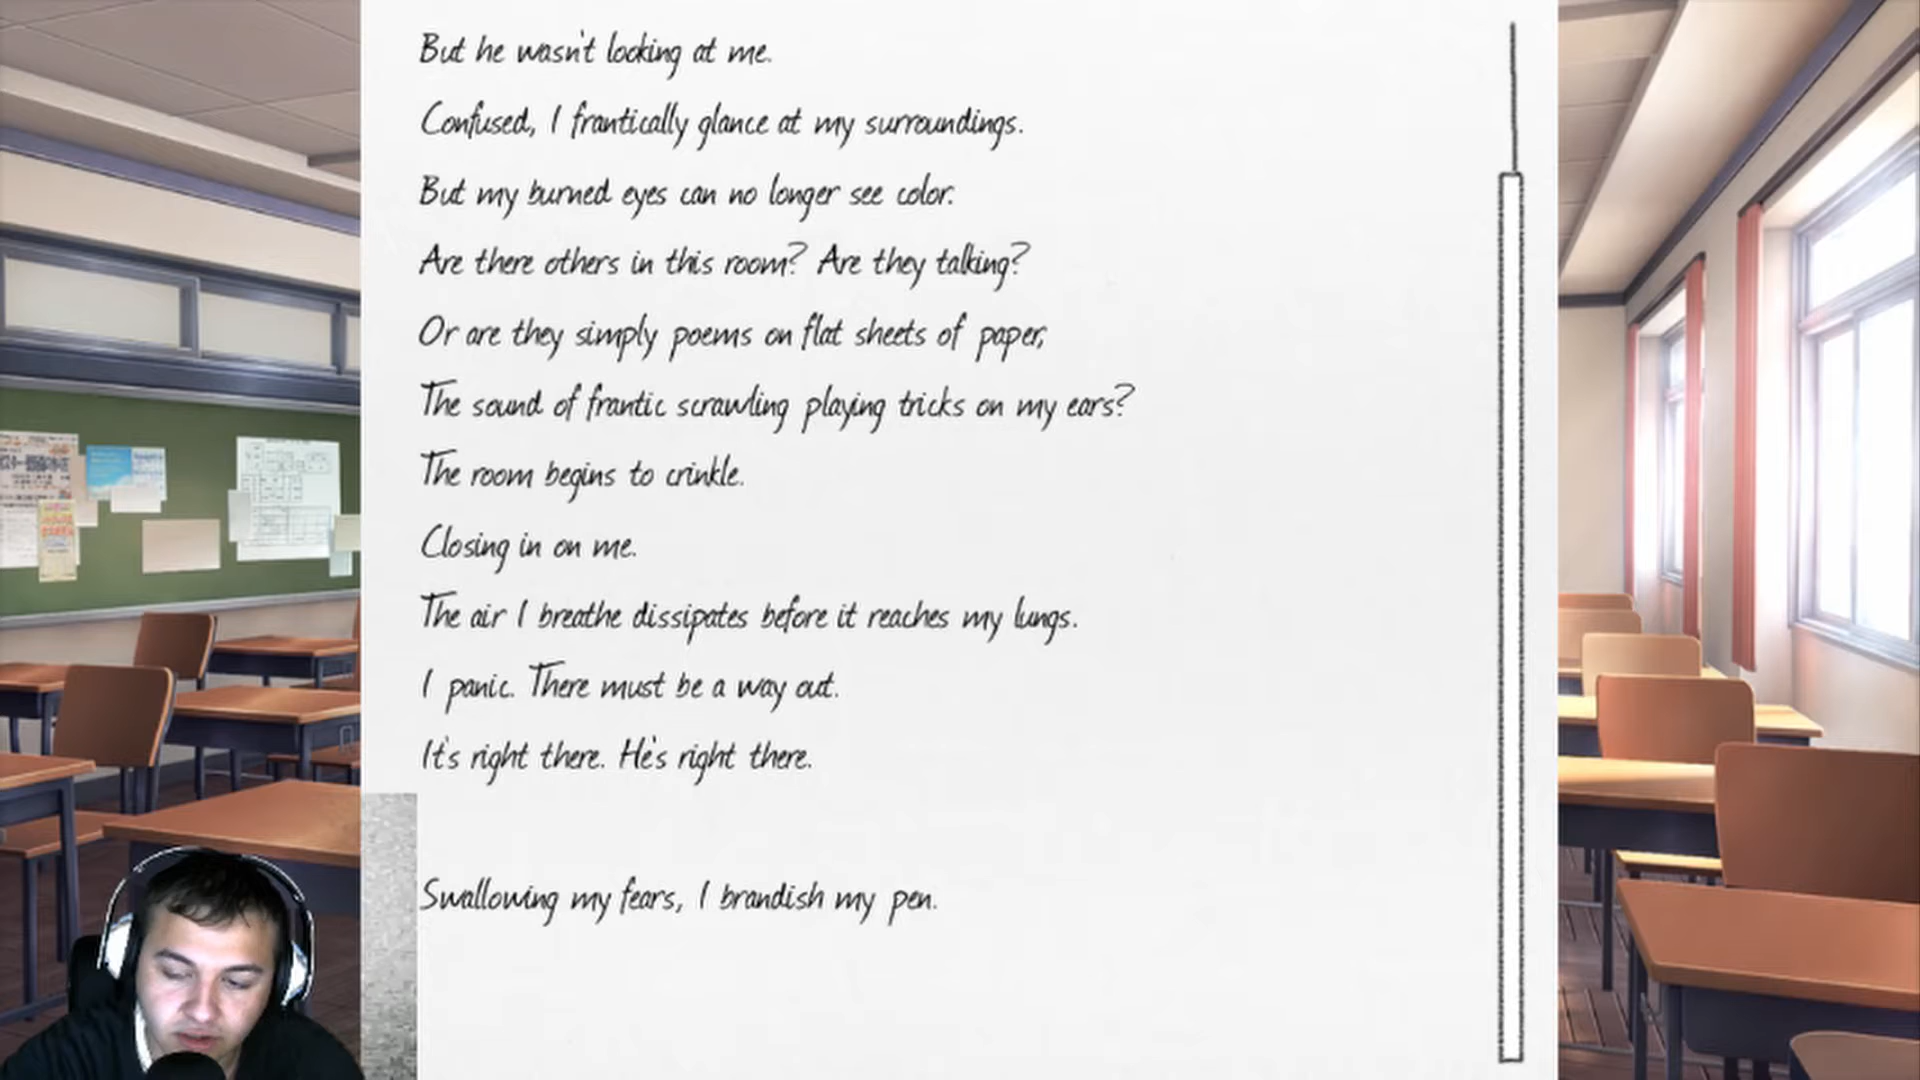 But he wasn't looking at me.
Confused, I frantically glance at my surroundings.
But my burned eyes can no longer see color.
Are there others in this room? Are they talking?
Or are they simply poems on flat sheets of paper,
The sound of frantic scrawling playing tricks on my ears?
The room begins to crinkle.
Closing in on me.
The air I breathe dissipates before it reaches my lungs.
I panic. There must be a way out.
It's right there. He's right there.
Swallowing my fears, I brandish my pen.